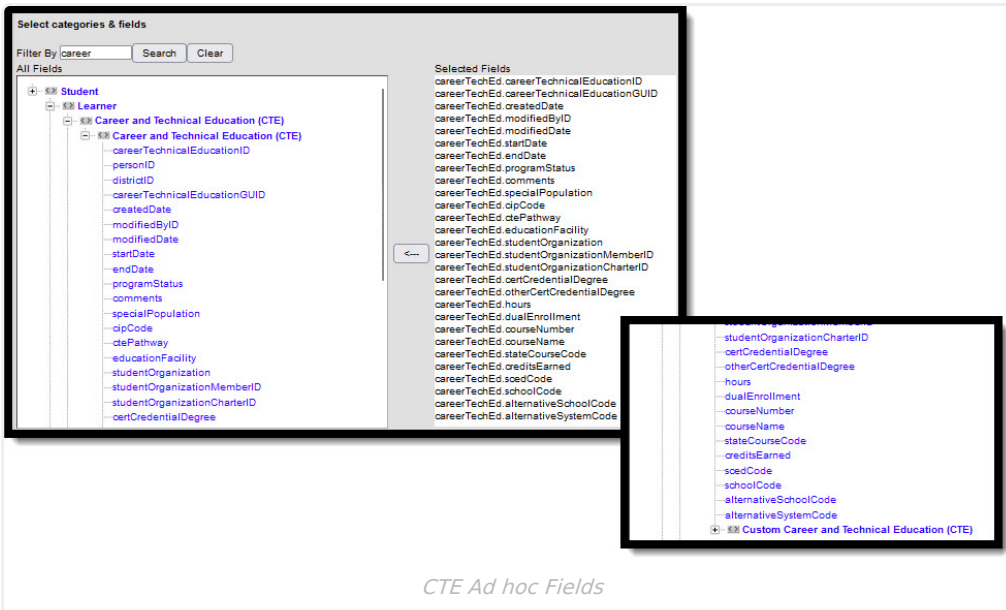 Select categories & fields
Filter By career Search Clear
All Fields
Student
Learner
Career and Technical Education (CTE)
Career and Technical Education (CTE)
careerTechnicalEducationID
personID
districtID
careerTechnicalEducationGUID
createdDate
modifiedByID
modifiedDate
startDate
endDate
programStatus
comments
specialPopulation
cipCode
ctePathway
educationFacility
studentOrganization
studentOrganizationMemberID
studentOrganizationCharterID
certCredentialDegree
<---
Selected Fields
careerTechEd.careerTechnicalEducationID
careerTechEd.careerTechnicalEducationGUID
careerTechEd.createdDate
careerTechEd.modifiedByID
careerTechEd.modifiedDate
careerTechEd.startDate
careerTechEd.endDate
careerTechEd.programStatus
careerTechEd.comments
careerTechEd.specialPopulation
careerTechEd.cipCode
careerTechEd.ctePathway
careerTechEd.educationFacility
careerTechEd.studentOrganization
careerTechEd.studentOrganizationMemberID
careerTechEd.studentOrganizationCharterID
careerTechEd.certCredentialDegree
careerTechEd.otherCertCredentialDegree
careerTechEd.hours
careerTechEd.dualEnrollment
careerTechEd.courseNumber
careerTechEd.courseName
careerTechEd.stateCourseCode
careerTechEd.creditsEarned
careerTechEd.scedCode
careerTechEd.schoolCode
careerTechEd.alternativeSchoolCode
careerTechEd.alternativeSystemCode
studentOrganizationCharterID
certCredentialDegree
otherCertCredentialDegree
hours
dualEnrollment
courseNumber
courseName
stateCourseCode
creditsEarned
scedCode
schoolCode
alternativeSchoolCode
alternativeSystemCode
Custom Career and Technical Education (CTE)
CTE Ad hoc Fields